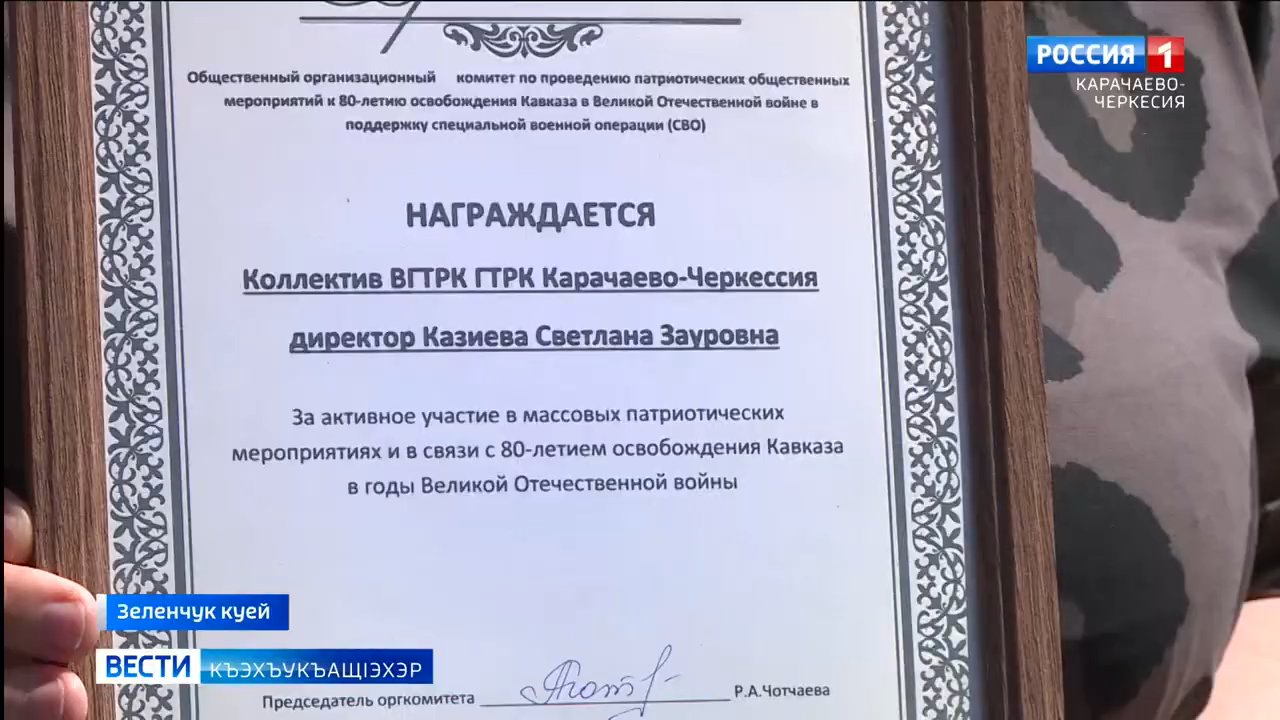 Общественный организационный комитет по проведению патриотических общественных
мероприятий к 80-летию освобождения Кавказа в Великой Отечественной войне в
поддержку специальной военной операции (СВО)
НАГРАЖДАЕТСЯ
Коллектив ВГТРК ГТРК Карачаево-Черкессия
директор Казиева Светлана Зауровна
За активное участие в массовых патриотических
мероприятиях и в связи с 80-летием освобождения Кавказа
в годы Великой Отечественной войны
Председатель оргкомитета Р.А.Чотчаева
РОССИЯ 1
КАРАЧАЕВО-
ЧЕРКЕСИЯ
Зеленчук куей
ВЕСТИ КЪЭХЪУКЪАЩІЭХЭР